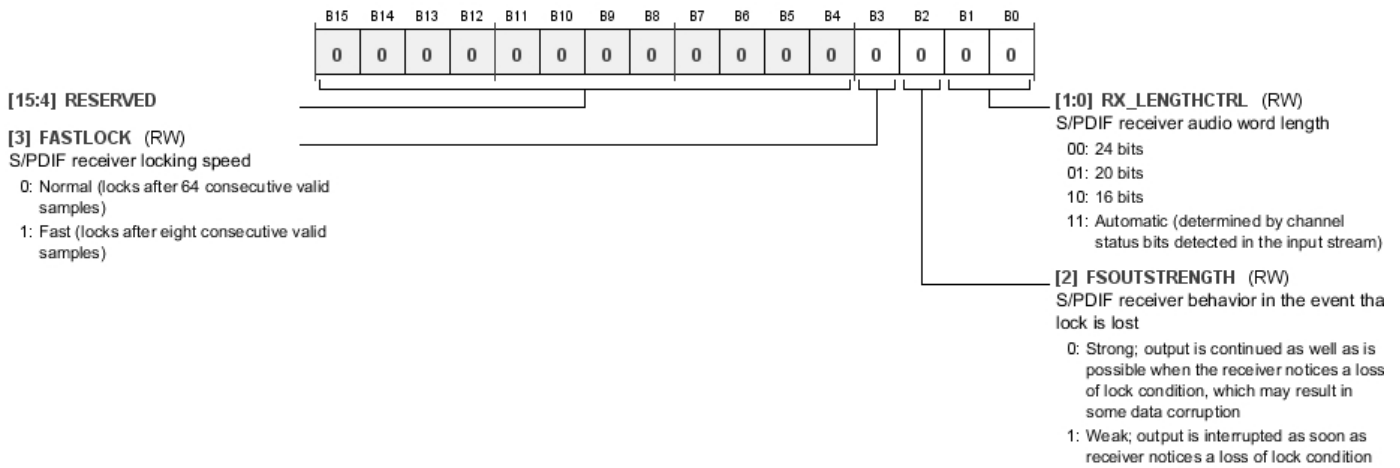 B15 B14 B13 B12 B11 B10 B9 B8 B7 B6 B5 B4 B3 B2 B1 B0
0 0 0 0 0 0 0 0 0 0 0 0 0 0 0 0
[15:4] RESERVED
[3] FASTLOCK (RW)
S/PDIF receiver locking speed
0: Normal (locks after 64 consecutive valid
samples)
1: Fast (locks after eight consecutive valid
samples)
[1:0] RX_LENGTHCTRL (RW)
S/PDIF receiver audio word length
00: 24 bits
01: 20 bits
10: 16 bits
11: Automatic (determined by channel
status bits detected in the input stream)
[2] FSOUTSTRENGTH (RW)
S/PDIF receiver behavior in the event tha
lock is lost
0: Strong; output is continued as well as is
possible when the receiver notices a loss
of lock condition, which may result in
some data corruption
1: Weak; output is interrupted as soon as
receiver notices a loss of lock condition